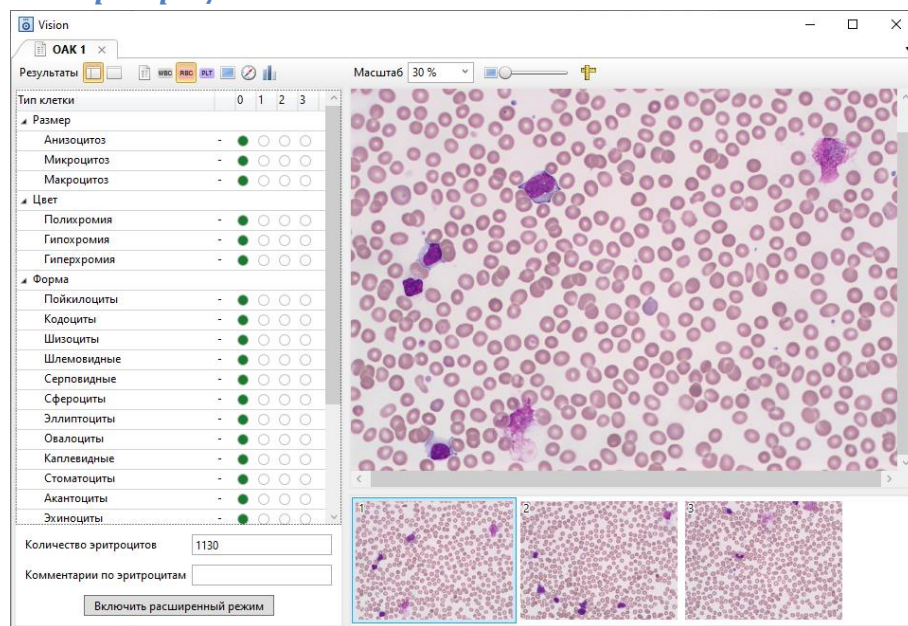 Vision
ОАК 1
Результаты
WBC RBC PLT
Масштаб 30 %
Тип клетки 0 1 2 3
Размер
Анизоцитоз -
Микроцитоз -
Макроцитоз -
Цвет
Полихромия -
Гипохромия -
Гиперхромия -
Форма
Пойкилоциты -
Кодоциты -
Шизоциты -
Шлемовидные -
Серповидные -
Сфероциты -
Эллиптоциты -
Овалоциты -
Каплевидные -
Стоматоциты -
Акантоциты -
Эхиноциты -
Количество эритроцитов 1130
Комментарии по эритроцитам
Включить расширенный режим
1 2 3